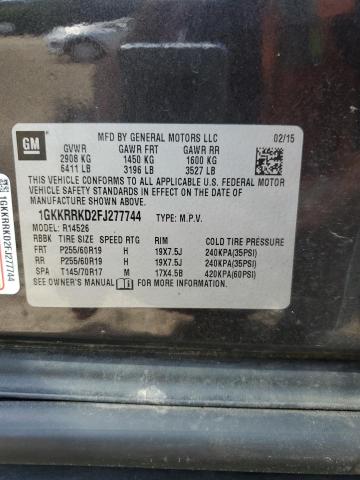 GM
MFD BY GENERAL MOTORS LLC 02/15
GVWR GAWR FRT GAWR RR
2908 KG 1450 KG 1600 KG
6411 LB 3196 LB 3527 LB
THIS VEHICLE CONFORMS TO ALL APPLICABLE U.S. FEDERAL MOTOR
VEHICLE SAFETY AND THEFT PREVENTION STANDARDS IN EFFECT ON THE
DATE OF MANUFACTURE SHOWN ABOVE.
1GKKRRKD2FJ277744 TYPE: M.P.V.
MODEL: R14526
RBBK TIRE SIZE SPEED RTG RIM COLD TIRE PRESSURE
FRT P255/60R19 H 19X7.5J 240KPA(35PSI)
RR P255/60R19 H 19X7.5J 240KPA(35PSI)
SPA T145/70R17 M 17X4.5B 420KPA(60PSI)
SEE OWNER'S MANUAL FOR MORE INFORMATION.
1GKKRRKD2FJ277744